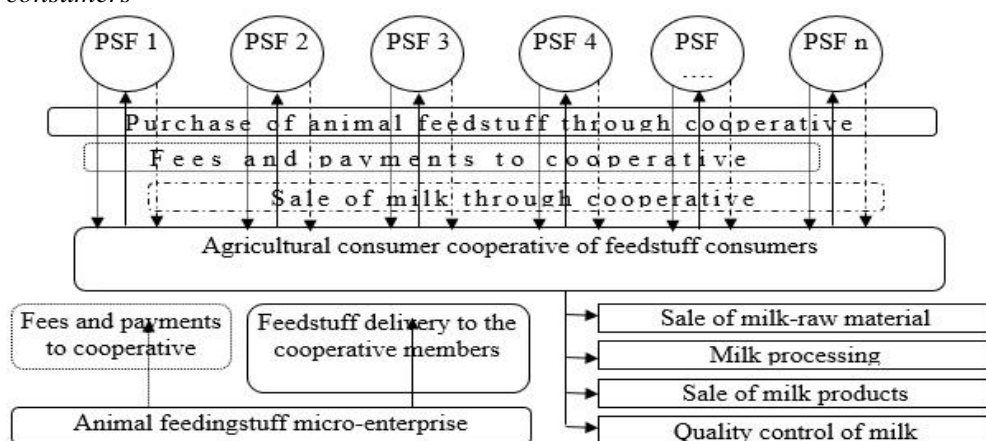 consumers
PSF 1 PSF 2 PSF 3 PSF 4 PSF PSF n
....
Purchase of animal feedstuff through cooperative
Fees and payments to cooperative
Sale of milk through cooperative
Agricultural consumer cooperative of feedstuff consumers
Fees and payments
to cooperative
Feedstuff delivery to the
cooperative members
Animal feedingstuff micro-enterprise
Sale of milk-raw material
Milk processing
Sale of milk products
Quality control of milk